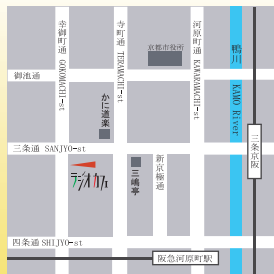 幸御町通 GOKOMACHI-st
寺町通 TERAMACHI-st
河原町通 KAWARAMACHI-st
鴨川 KAMO River
京都市役所
御池通
かに道楽
三条京阪
三条通 SANJYO-st
ラジオカフェ
三嶋亭
新京極通
四条通 SHIJYO-st
阪急河原町駅